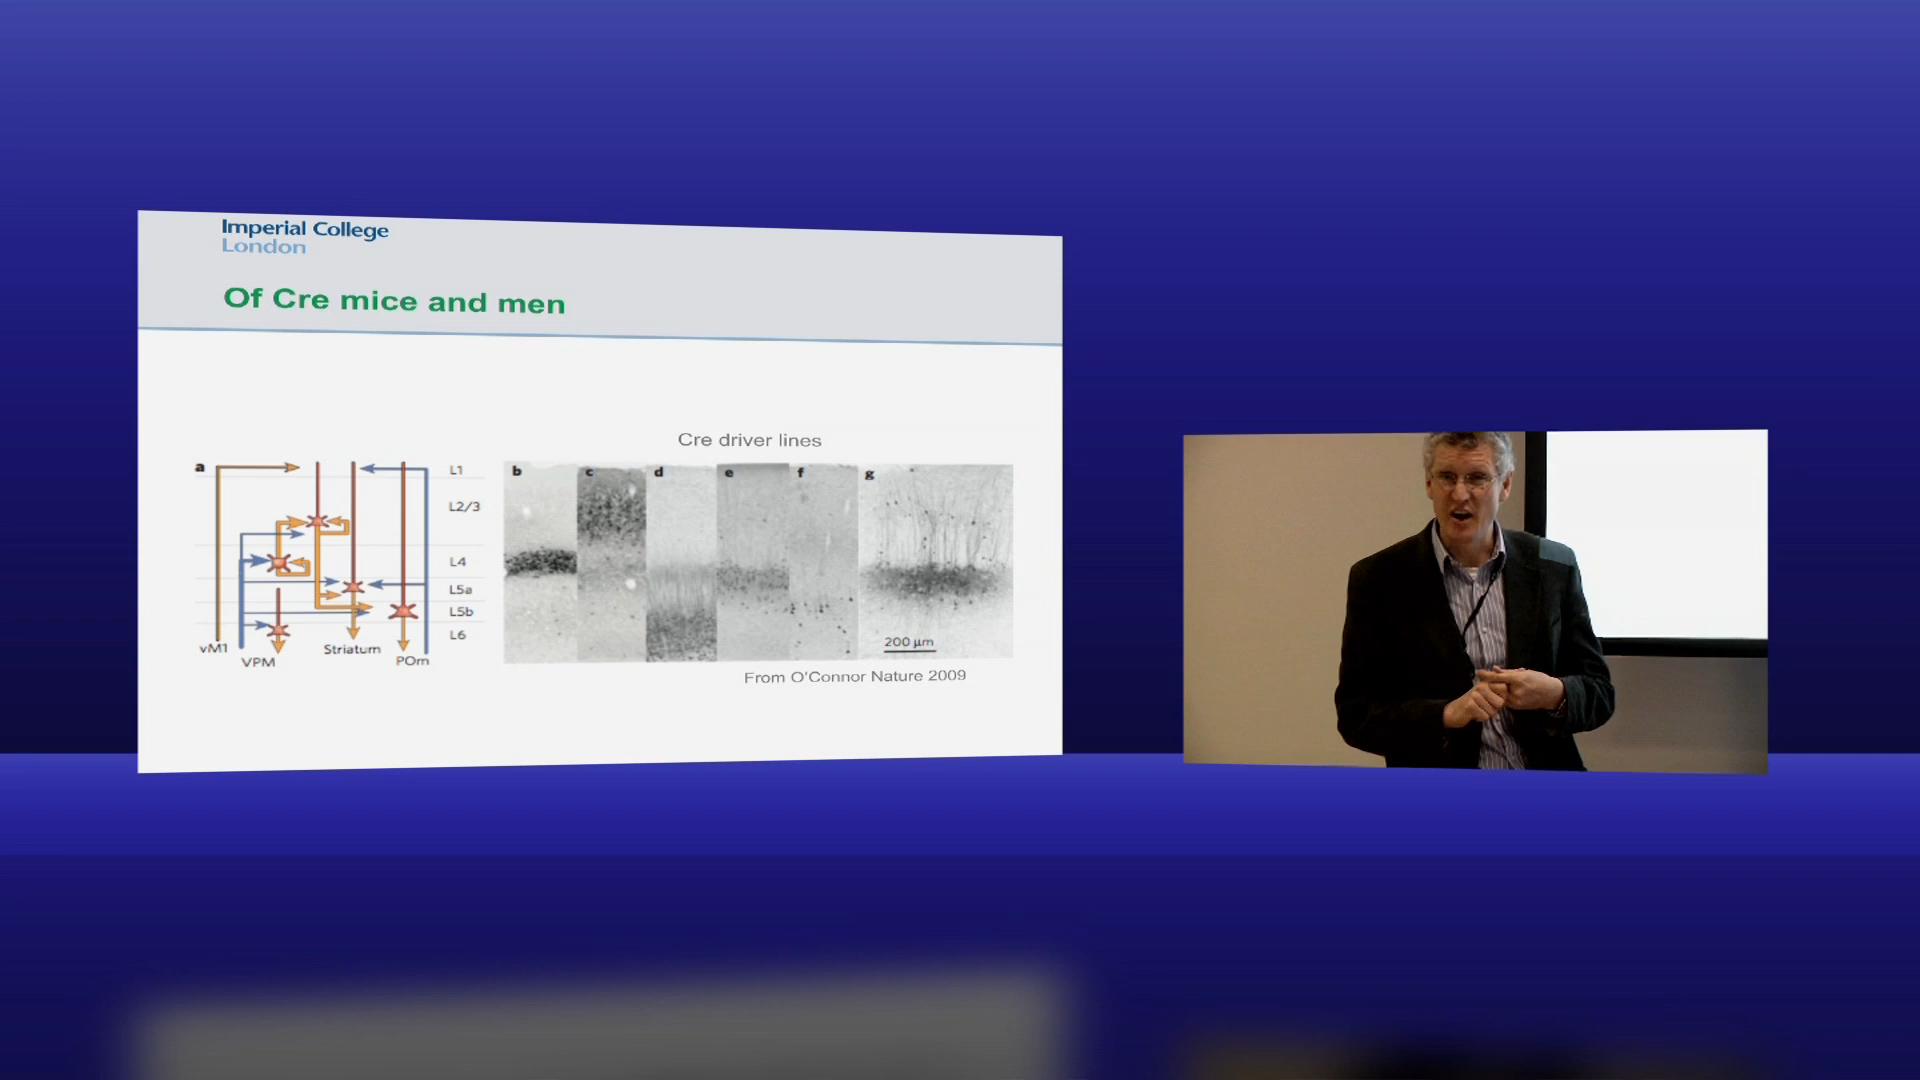 Imperial College
London
Of Cre mice and men
Cre driver lines
a
L1
L2/3
L4
L5a
L5b
L6
vM1
VPM
Striatum
POm
b
c
d
e
f
g
200 µm
From O'Connor Nature 2009